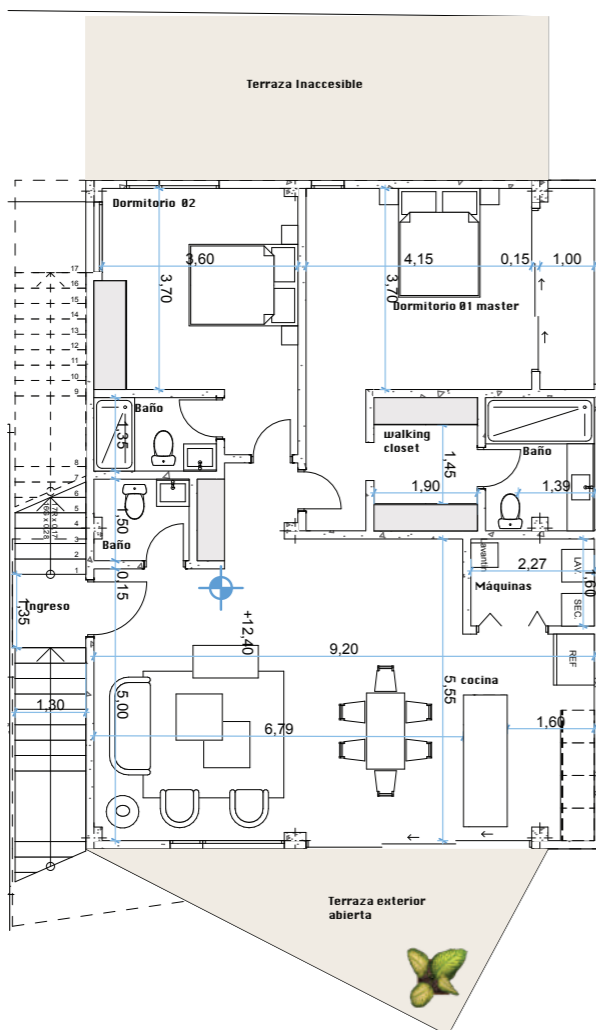 Terraza Inaccesible
Dormitorio 02
3,60
3,70
4,15
0,15
1,00
3,70
Dormitorio 01 master
17
16
15
14
13
12
11
10
9
8
7
6
5
4
3
2
1
Baño
1,35
walking
closet
1,45
1,90
Baño
1,39
1,50
Baño
0,15
2,27
LAV.
Máquinas
1,60
SEC.
Ingreso
1,35
+12,40
9,20
REF
5,00
5,55
cocina
1,30
6,79
1,60
Terraza exterior
abierta